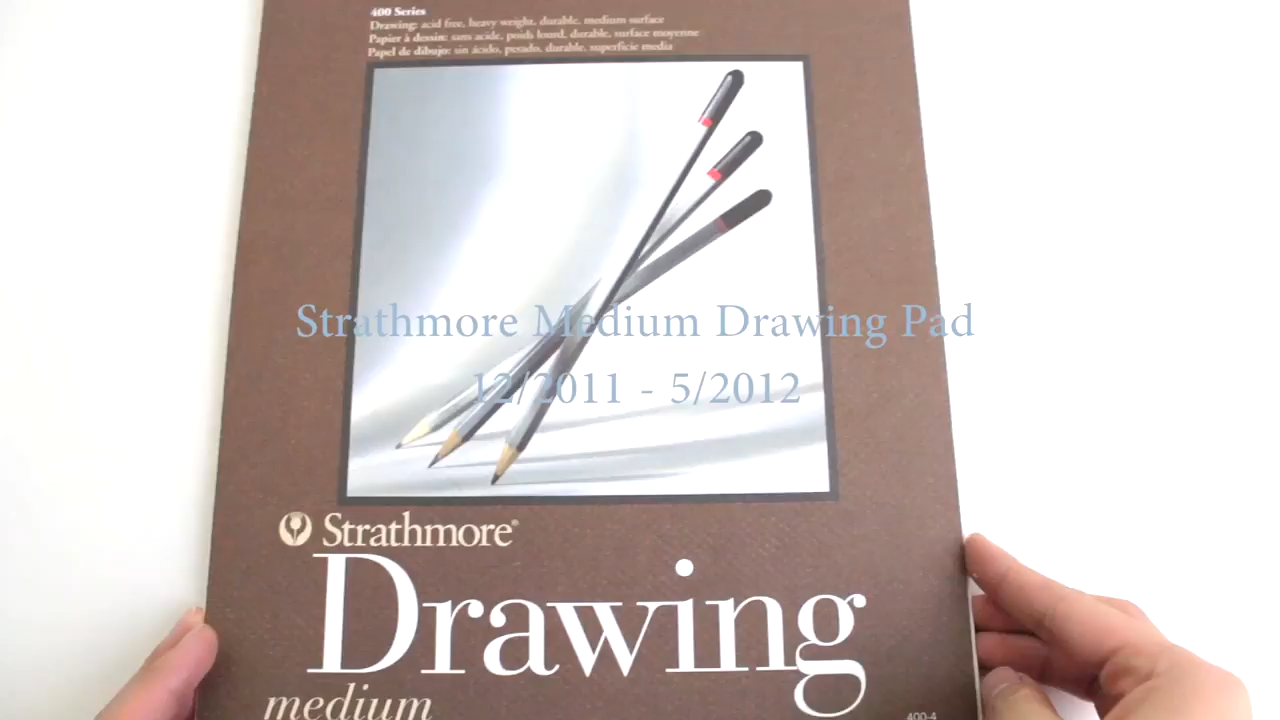 400 Series
Drawing: acid free, heavy weight, durable, medium surface
Papier à dessin: sans acide, poids lourd, durable, surface moyenne
Papel de dibujo: sin ácido, pesado, durable, superficie media
Strathmore Medium Drawing Pad
12/2011 - 5/2012
Strathmore®
Drawing
medium
400-4